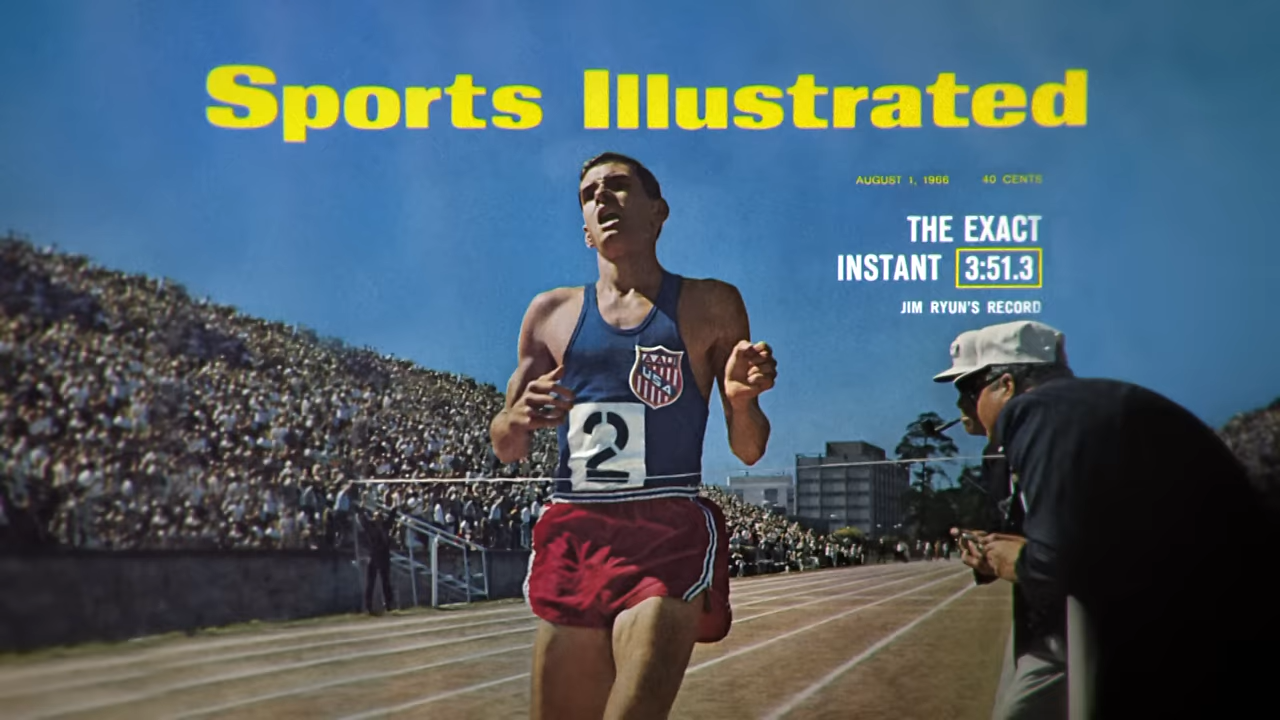 Sports Illustrated
AUGUST 1, 1966 40 CENTS
THE EXACT
INSTANT 3:51.3
JIM RYUN'S RECORD
AAU
USA
2